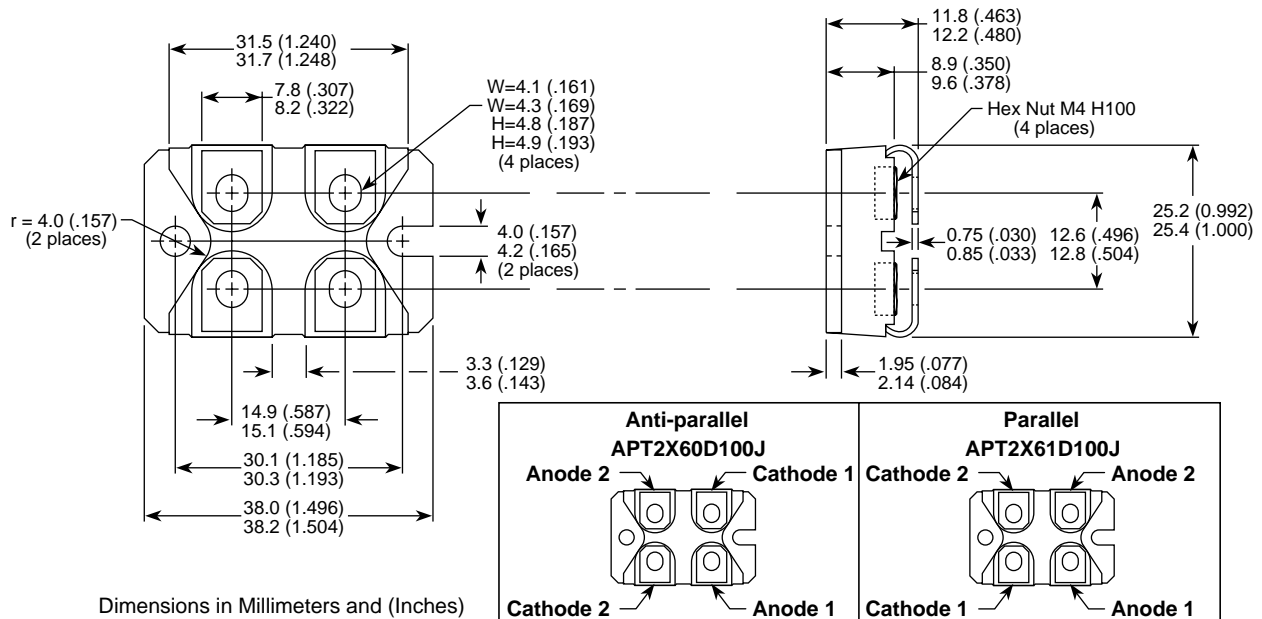 31.5 (1.240)
31.7 (1.248)
7.8 (.307)
8.2 (.322)
W=4.1 (.161)
W=4.3 (.169)
H=4.8 (.187)
H=4.9 (.193)
(4 places)
r = 4.0 (.157)
(2 places)
4.0 (.157)
4.2 (.165)
(2 places)
3.3 (.129)
3.6 (.143)
14.9 (.587)
15.1 (.594)
30.1 (1.185)
30.3 (1.193)
38.0 (1.496)
38.2 (1.504)
11.8 (.463)
12.2 (.480)
8.9 (.350)
9.6 (.378)
Hex Nut M4 H100
(4 places)
0.75 (.030)
0.85 (.033)
12.6 (.496)
12.8 (.504)
25.2 (0.992)
25.4 (1.000)
1.95 (.077)
2.14 (.084)
Anti-parallel
APT2X60D100J
Anode 2
Cathode 1
Cathode 2
Anode 1
Parallel
APT2X61D100J
Cathode 2
Anode 2
Cathode 1
Anode 1
Dimensions in Millimeters and (Inches)